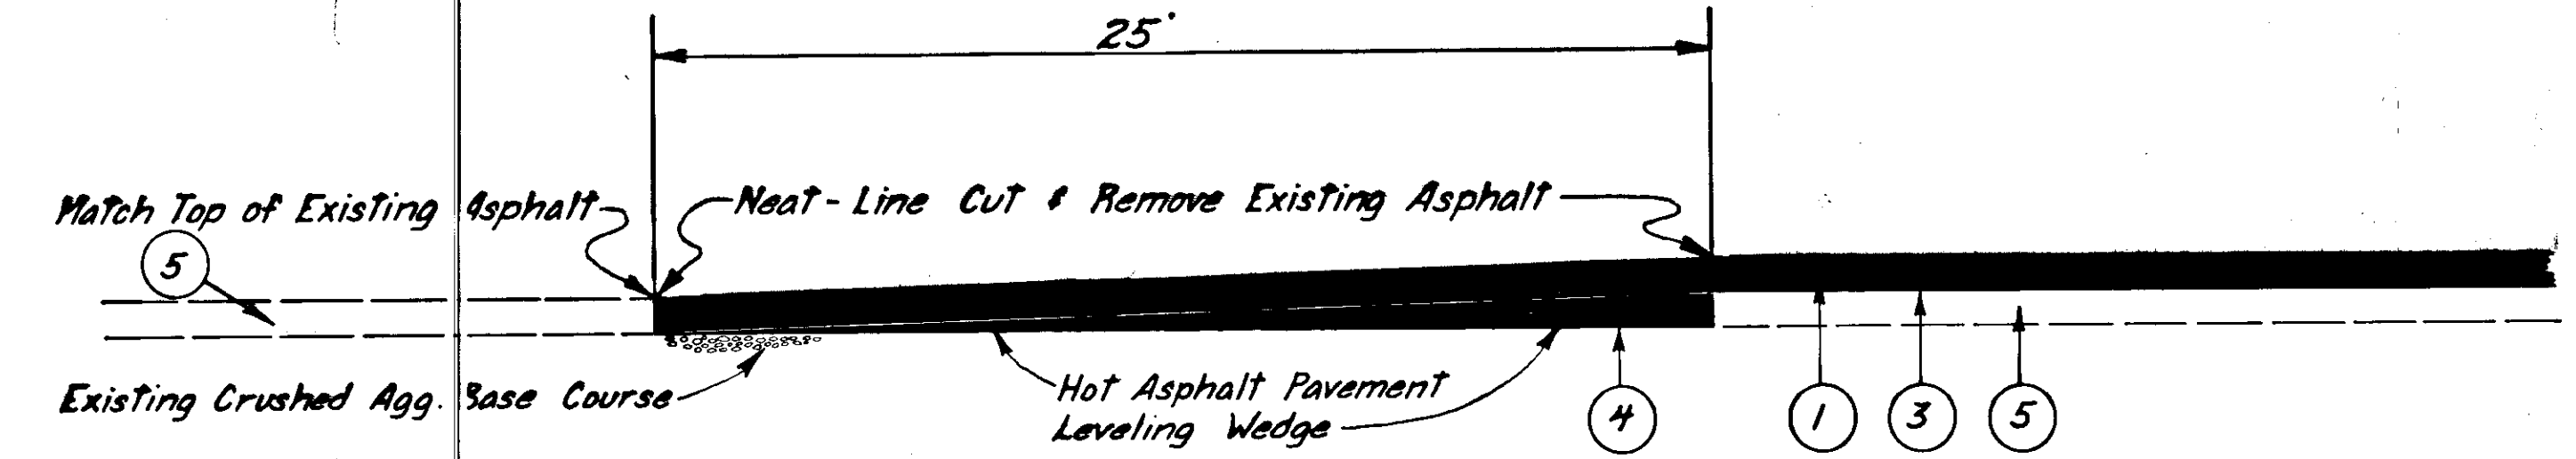 25'
Match Top of Existing Asphalt
Neat-Line Cut & Remove Existing Asphalt
5
Existing Crushed Agg. Base Course
Hot Asphalt Pavement
Leveling Wedge
4
1
3
5